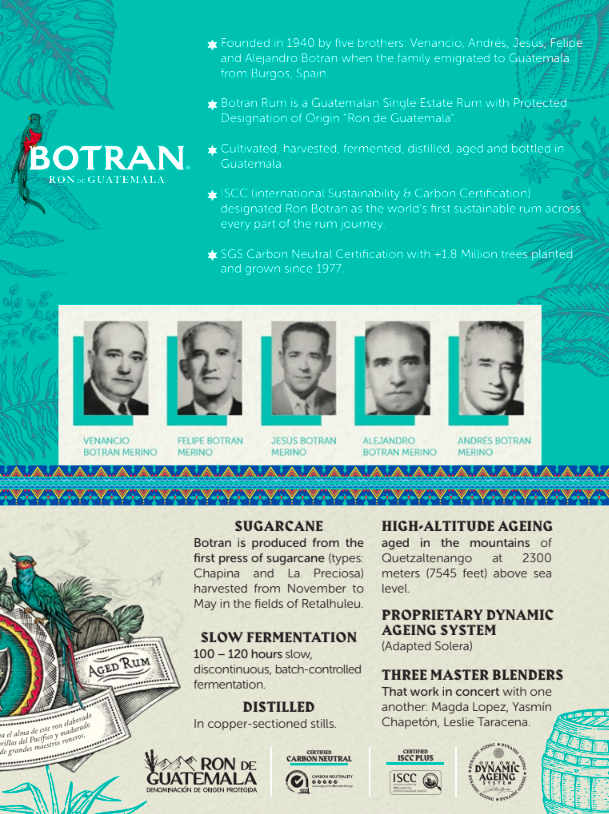 Founded in 1940 by five brothers: Venancio, Andrés, Jesús, Felipe
and Alejandro Botran when the family emigrated to Guatemala
from Burgos, Spain.
Botran Rum is a Guatemalan Single Estate Rum with Protected
Designation of Origin “Ron de Guatemala”.
Cultivated, harvested, fermented, distilled, aged and bottled in
Guatemala.
ISCC (international Sustainability & Carbon Certification)
designated Ron Botran as the world's first sustainable rum across
every part of the rum journey.
SGS Carbon Neutral Certification with +1.8 Million trees planted
and grown since 1977.
BOTRAN
RON DE GUATEMALA
VENANCIO
BOTRAN MERINO
FELIPE BOTRAN
MERINO
JESÚS BOTRAN
MERINO
ALEJANDRO
BOTRAN MERINO
ANDRÉS BOTRAN
MERINO
SUGARCANE
Botran is produced from the
first press of sugarcane (types:
Chapina and La Preciosa)
harvested from November to
May in the fields of Retalhuleu.
SLOW FERMENTATION
100 – 120 hours slow,
discontinuous, batch-controlled
fermentation.
DISTILLED
In copper-sectioned stills.
HIGH-ALTITUDE AGEING
aged in the mountains of
Quetzaltenango at 2300
meters (7545 feet) above sea
level.
PROPRIETARY DYNAMIC
AGEING SYSTEM
(Adapted Solera)
THREE MASTER BLENDERS
That work in concert with one
another: Magda Lopez, Yasmín
Chapetón, Leslie Taracena.
AGED RUM
a el alma de este ron elaborado
orillas del Pacífico y madurado
de grandes maestros roneros.
RON DE
GUATEMALA
DENOMINACIÓN DE ORIGEN PROTEGIDA
CERTIFIED
CARBON NEUTRAL
CARBON NEUTRALITY
SGS
CERTIFIED
ISCC PLUS
ISCC
DYNAMIC AGEING
OUR OWN
DYNAMIC
AGEING
SYSTEM